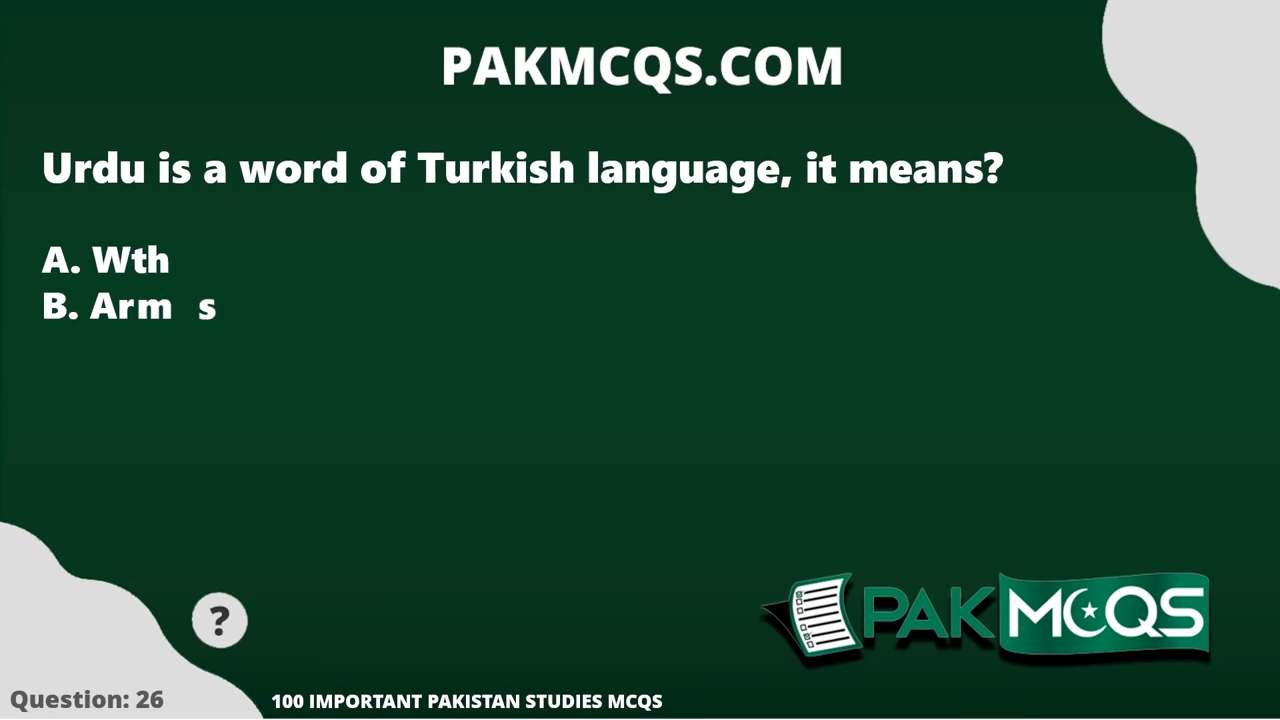 PAKMCQS.COM
Urdu is a word of Turkish language, it means?
A. Wth
B. Arm s
?
PAKMCQS
Question: 26
100 IMPORTANT PAKISTAN STUDIES MCQS